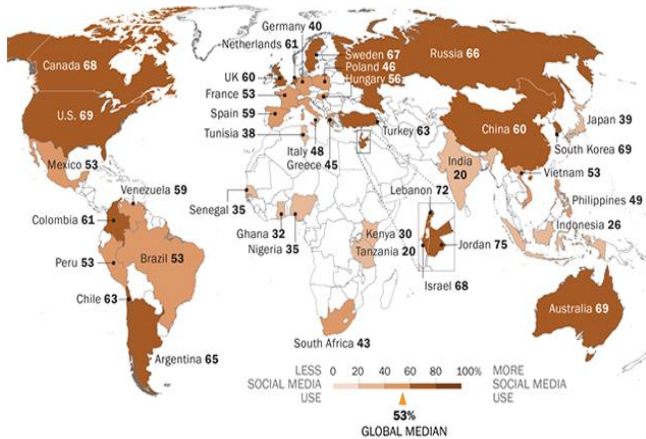 Germany 40
Netherlands 61
Canada 68
Sweden 67
Russia 66
Poland 46
Hungary 56
UK 60
France 53
U.S. 69
Spain 59
Tunisia 38
Italy 48
Greece 45
Turkey 63
China 60
Japan 39
South Korea 69
Mexico 53
India
20
Vietnam 53
Venezuela 59
Lebanon 72
Philippines 49
Senegal 35
Colombia 61
Ghana 32
Nigeria 35
Kenya 30
Tanzania 20
Indonesia 26
Jordan 75
Peru 53
Brazil 53
Israel 68
Chile 63
Australia 69
South Africa 43
Argentina 65
LESS
SOCIAL MEDIA
USE
0 20 40 60 80 100%
MORE
SOCIAL MEDIA
USE
53%
GLOBAL MEDIAN